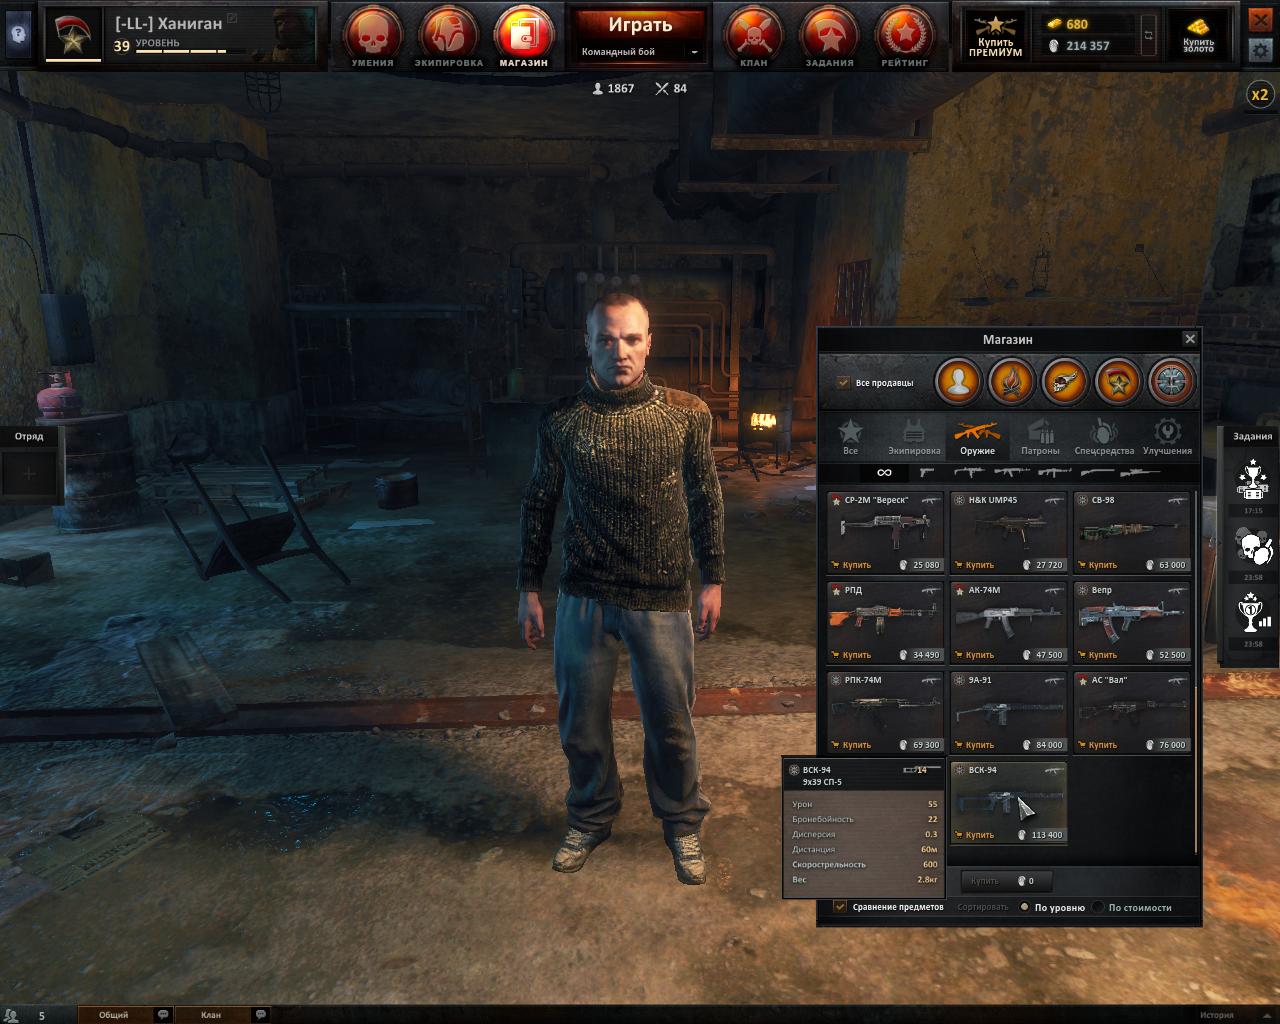 [-LL-] Ханиган
39 УРОВЕНЬ
УМЕНИЯ
ЭКИПИРОВКА
МАГАЗИН
Играть
Командный бой
КЛАН
ЗАДАНИЯ
РЕЙТИНГ
Купить
ПРЕМИУМ
680
214 357
Купить
золото
1867
84
x2
Отряд
Магазин
Все продавцы
Все
Экипировка
Оружие
Патроны
Спецсредства
Улучшения
СР-2М "Вереск"
Купить 25 080
H&K UMP45
Купить 27 720
СВ-98
Купить 63 000
РПД
Купить 34 490
АК-74М
Купить 47 500
Вепр
Купить 52 500
РПК-74М
Купить 69 300
9А-91
Купить 84 000
АС "Вал"
Купить 76 000
ВСК-94
Купить 113 400
ВСК-94 14
9х39 СП-5
Урон 55
Бронебойность 22
Дисперсия 0.3
Дистанция 60м
Скорострельность 600
Вес 2.8кг
Купить 0
Сравнение предметов
Сортировать
По уровню
По стоимости
Задания
17:15
23:58
23:58
5
Общий
Клан
История